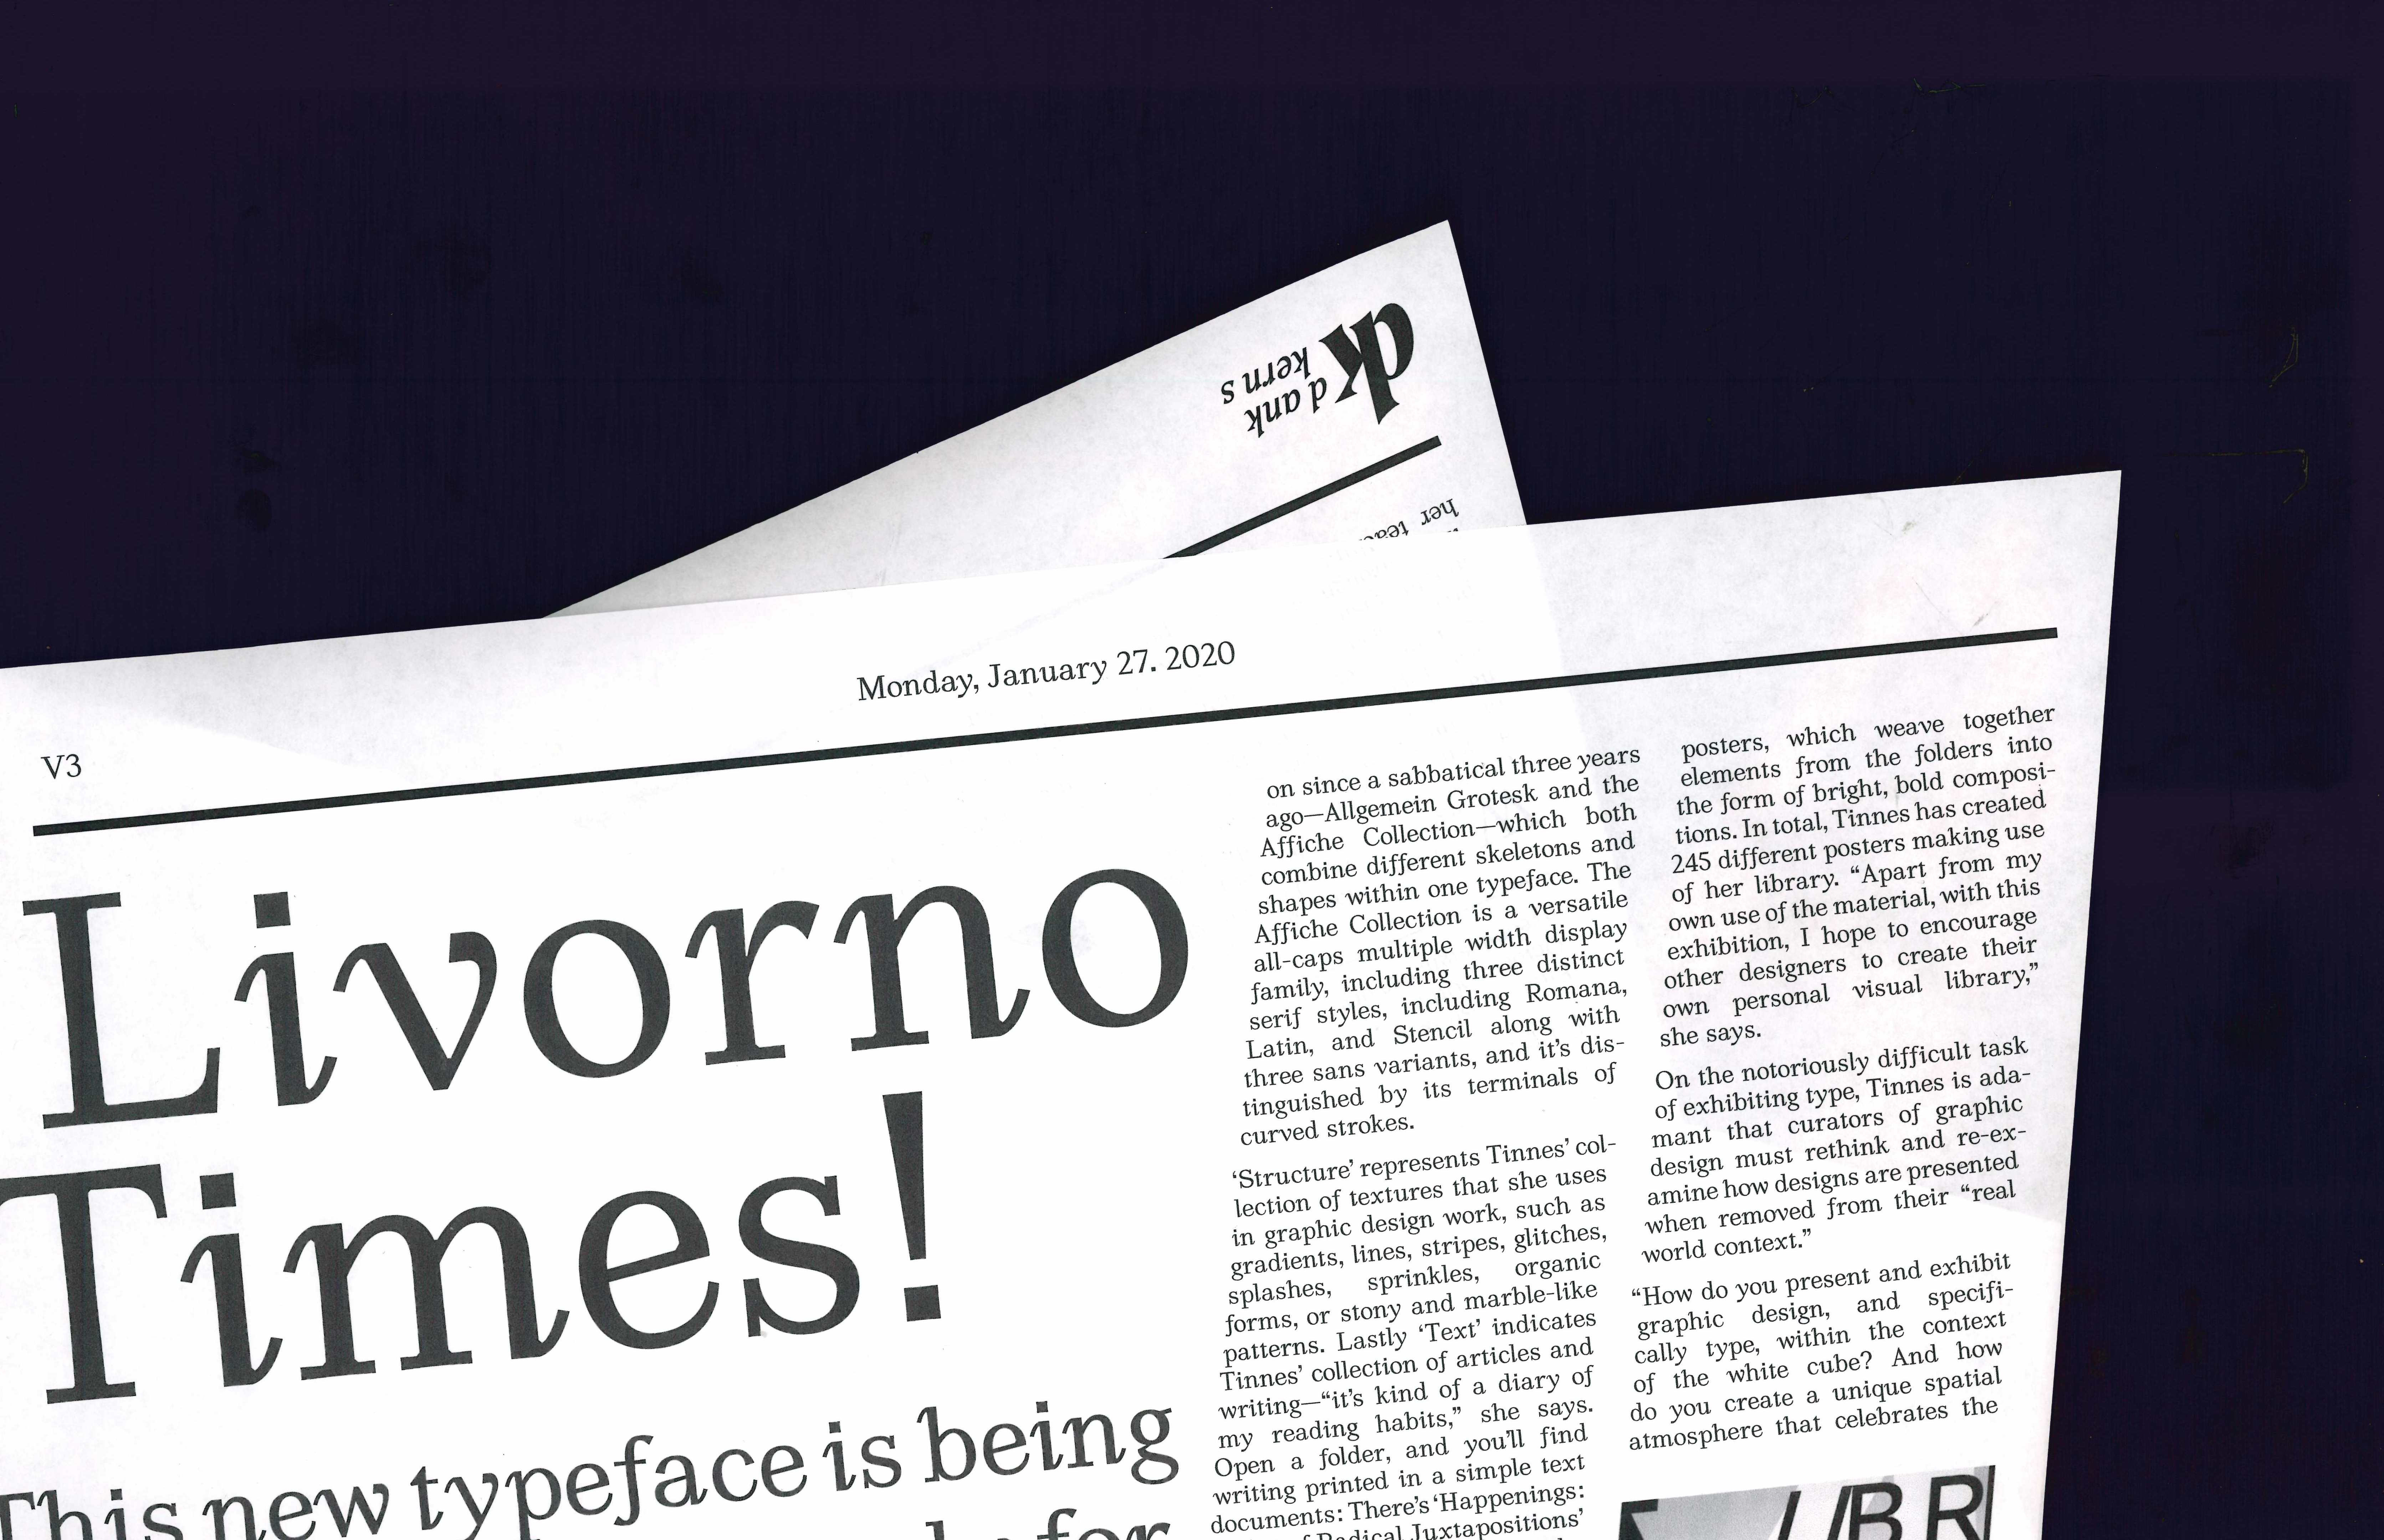 dk
dank
kerns
her
Monday, January 27. 2020
V3
Livorno
Times!
This new typeface is being
for
on since a sabbatical three years
ago—Allgemein Grotesk and the
Affiche Collection—which both
combine different skeletons and
shapes within one typeface. The
Affiche Collection is a versatile
all-caps multiple width display
family, including three distinct
serif styles, including Romana,
Latin, and Stencil along with
three sans variants, and it’s dis-
tinguished by its terminals of
curved strokes.
‘Structure’ represents Tinnes’ col-
lection of textures that she uses
in graphic design work, such as
gradients, lines, stripes, glitches,
splashes, sprinkles, organic
forms, or stony and marble-like
patterns. Lastly ‘Text’ indicates
Tinnes’ collection of articles and
writing—“it’s kind of a diary of
my reading habits,” she says.
Open a folder, and you’ll find
writing printed in a simple text
documents: There’s ‘Happenings:
Radical Juxtapositions’
posters, which weave together
elements from the folders into
the form of bright, bold composi-
tions. In total, Tinnes has created
245 different posters making use
of her library. “Apart from my
own use of the material, with this
exhibition, I hope to encourage
other designers to create their
own personal visual library,”
she says.
On the notoriously difficult task
of exhibiting type, Tinnes is ada-
mant that curators of graphic
design must rethink and re-ex-
amine how designs are presented
when removed from their “real
world context.”
“How do you present and exhibit
graphic design, and specifi-
cally type, within the context
of the white cube? And how
do you create a unique spatial
atmosphere that celebrates the